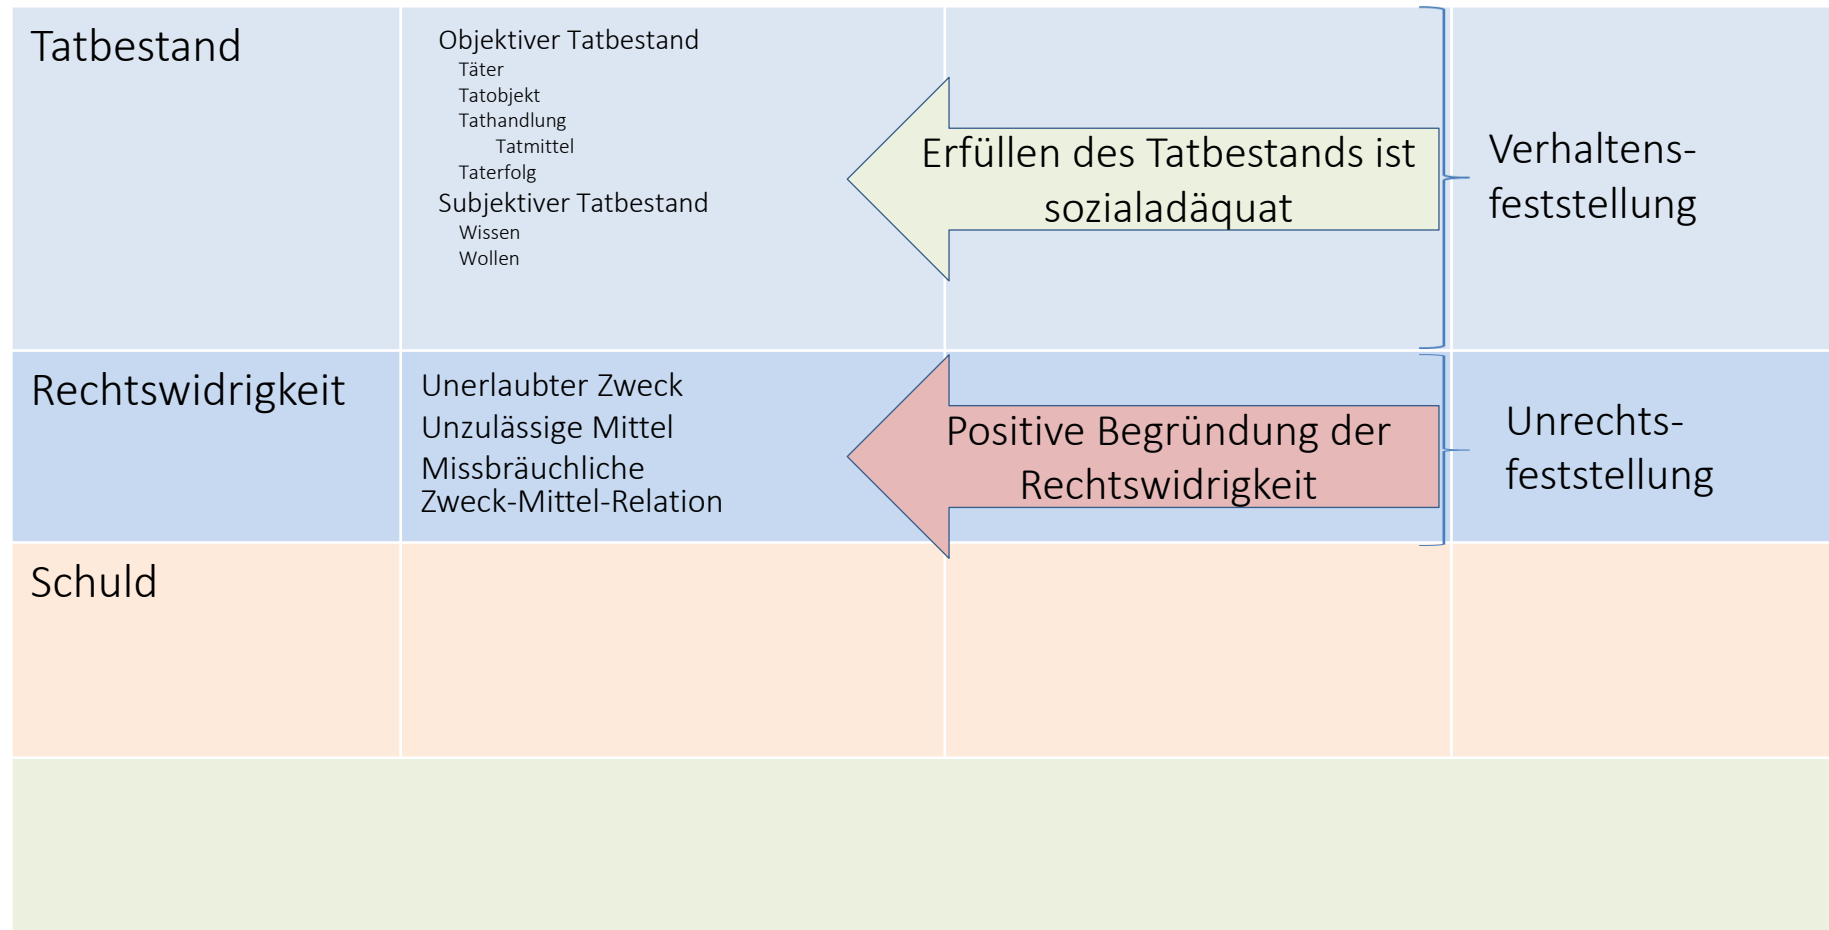 Tatbestand
Objektiver Tatbestand
Täter
Tatobjekt
Tathandlung
Tatmittel
Taterfolg
Subjektiver Tatbestand
Wissen
Wollen
Erfüllen des Tatbestands ist
sozialadäquat
Verhaltens-
feststellung
Rechtswidrigkeit
Unerlaubter Zweck
Unzulässige Mittel
Missbräuchliche
Zweck-Mittel-Relation
Positive Begründung der
Rechtswidrigkeit
Unrechts-
feststellung
Schuld